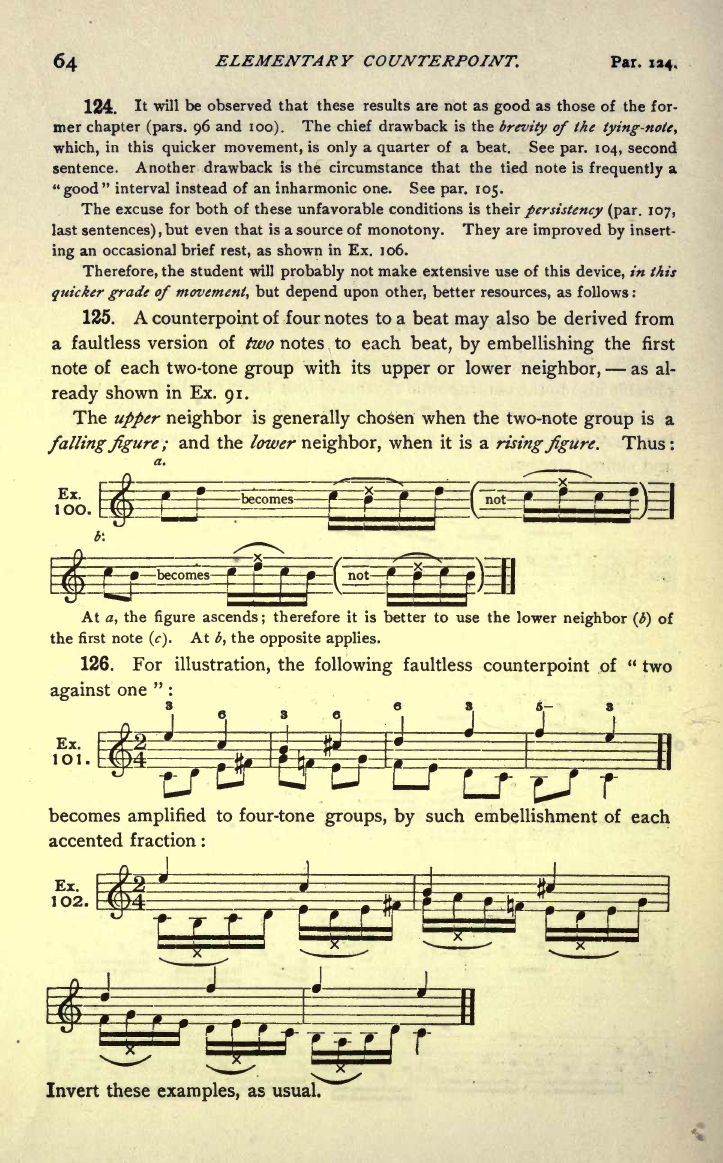 64 ELEMENTARY COUNTERPOINT. Par. 124.
124. It will be observed that these results are not as good as those of the for-
mer chapter (pars. 96 and 100). The chief drawback is the brevity of the tying-note,
which, in this quicker movement, is only a quarter of a beat. See par. 104, second
sentence. Another drawback is the circumstance that the tied note is frequently a
"good" interval instead of an inharmonic one. See par. 105.
The excuse for both of these unfavorable conditions is their persistency (par. 107,
last sentences), but even that is a source of monotony. They are improved by insert-
ing an occasional brief rest, as shown in Ex. 106.
Therefore, the student will probably not make extensive use of this device, in this
quicker grade of movement, but depend upon other, better resources, as follows:
125. A counterpoint of four notes to a beat may also be derived from
a faultless version of two notes to each beat, by embellishing the first
note of each two-tone group with its upper or lower neighbor, — as al-
ready shown in Ex. 91.
The upper neighbor is generally chosen when the two-note group is a
falling figure; and the lower neighbor, when it is a rising figure. Thus:
a.
Ex.
100.
becomes × ( not × )
b:
becomes × ( not × )
At a, the figure ascends; therefore it is better to use the lower neighbor (b) of
the first note (c). At b, the opposite applies.
126. For illustration, the following faultless counterpoint of "two
against one":
3 6 3 6 6 3 5– 3
Ex.
101.
2
4
becomes amplified to four-tone groups, by such embellishment of each
accented fraction:
Ex.
102.
2
4
× × × ×
× × ×
Invert these examples, as usual.